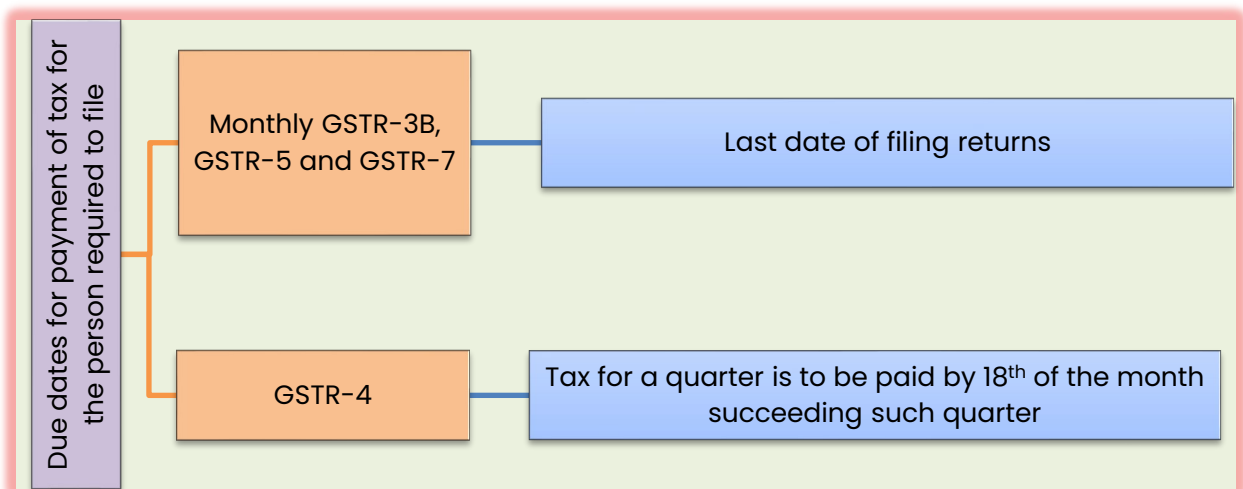 Due dates for payment of tax for
the person required to file
Monthly GSTR-3B,
GSTR-5 and GSTR-7
Last date of filing returns
GSTR-4
Tax for a quarter is to be paid by 18th of the month
succeeding such quarter